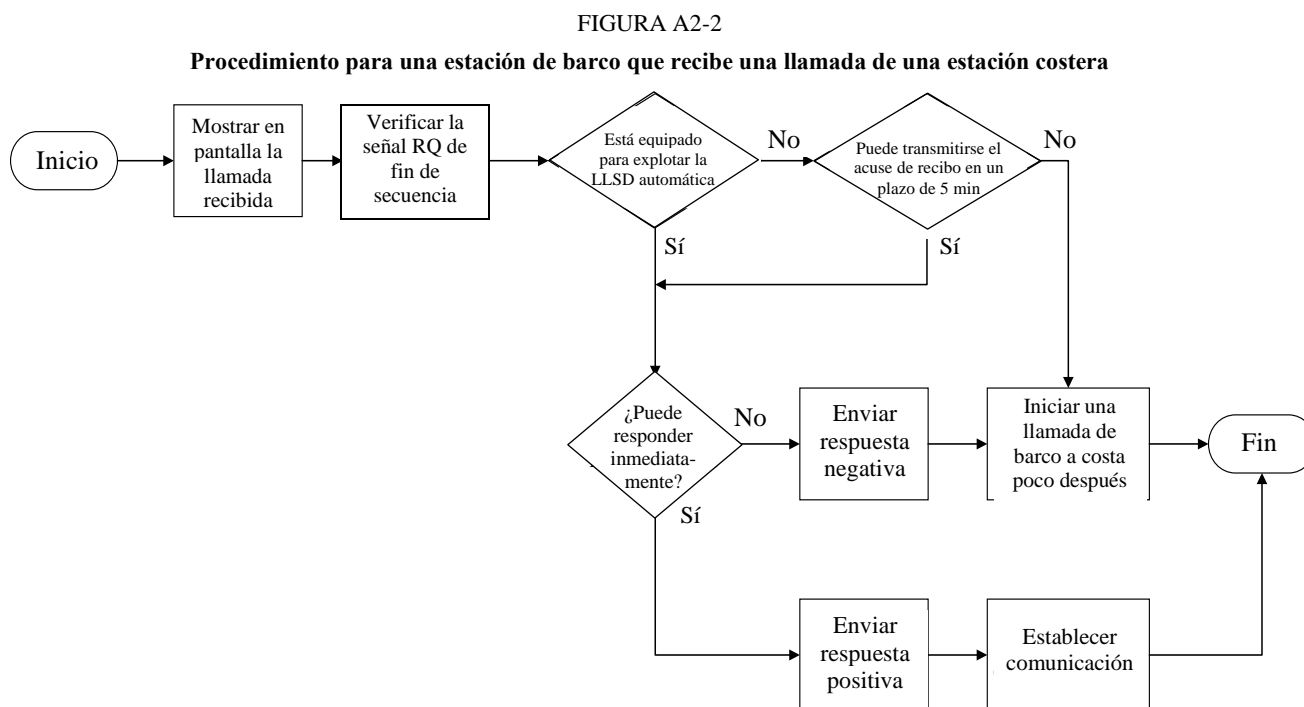 FIGURA A2-2
Procedimiento para una estación de barco que recibe una llamada de una estación costera
Inicio
Mostrar en
pantalla la
llamada
recibida
Verificar la
señal RQ de
fin de
secuencia
Está equipado
para explotar la
LLSD automática
No
Puede transmitirse el
acuse de recibo en un
plazo de 5 min
No
Sí
Sí
¿Puede
responder
inmediata-
mente?
No
Enviar
respuesta
negativa
Iniciar una
llamada de
barco a costa
poco después
Fin
Sí
Enviar
respuesta
positiva
Establecer
comunicación